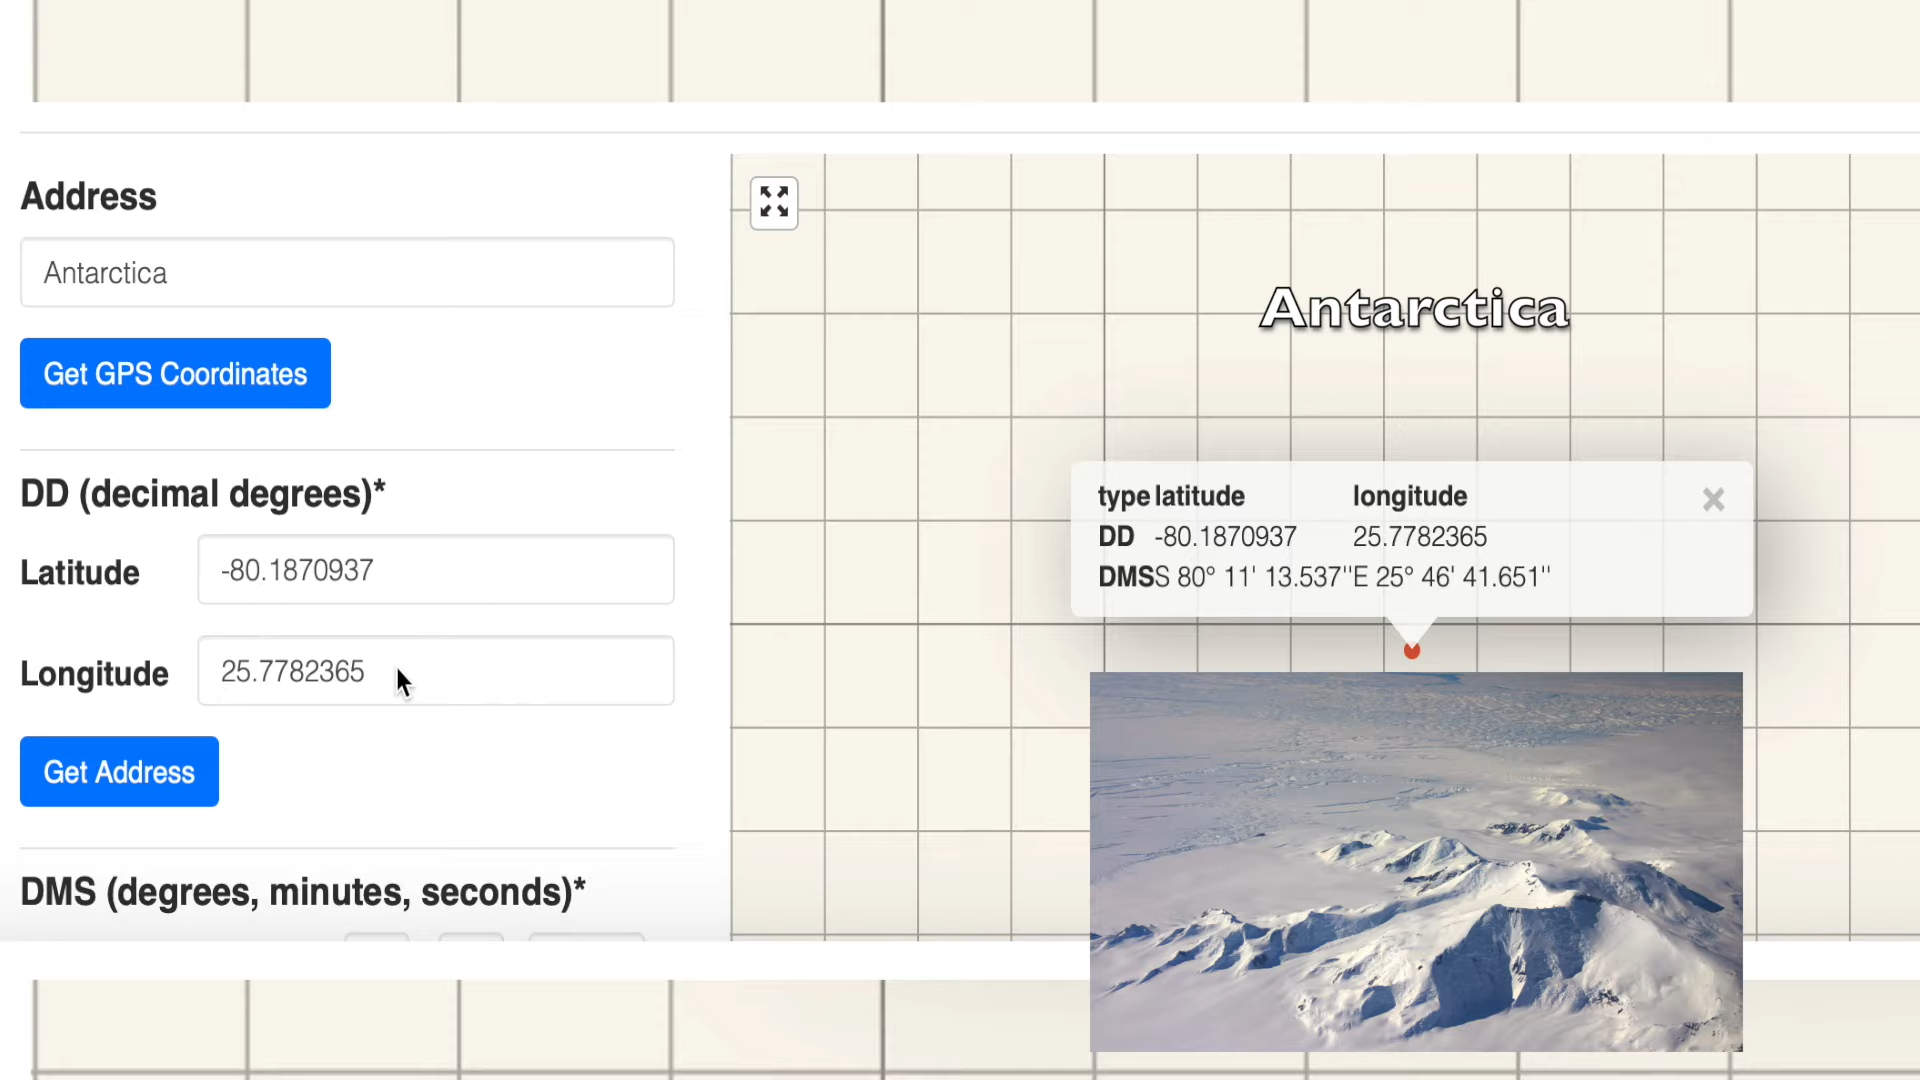 Address
Antarctica
Get GPS Coordinates
DD (decimal degrees)*
Latitude -80.1870937
Longitude 25.7782365
Get Address
DMS (degrees, minutes, seconds)*
Antarctica
type latitude longitude
DD -80.1870937 25.7782365
DMSS 80° 11' 13.537''E 25° 46' 41.651''